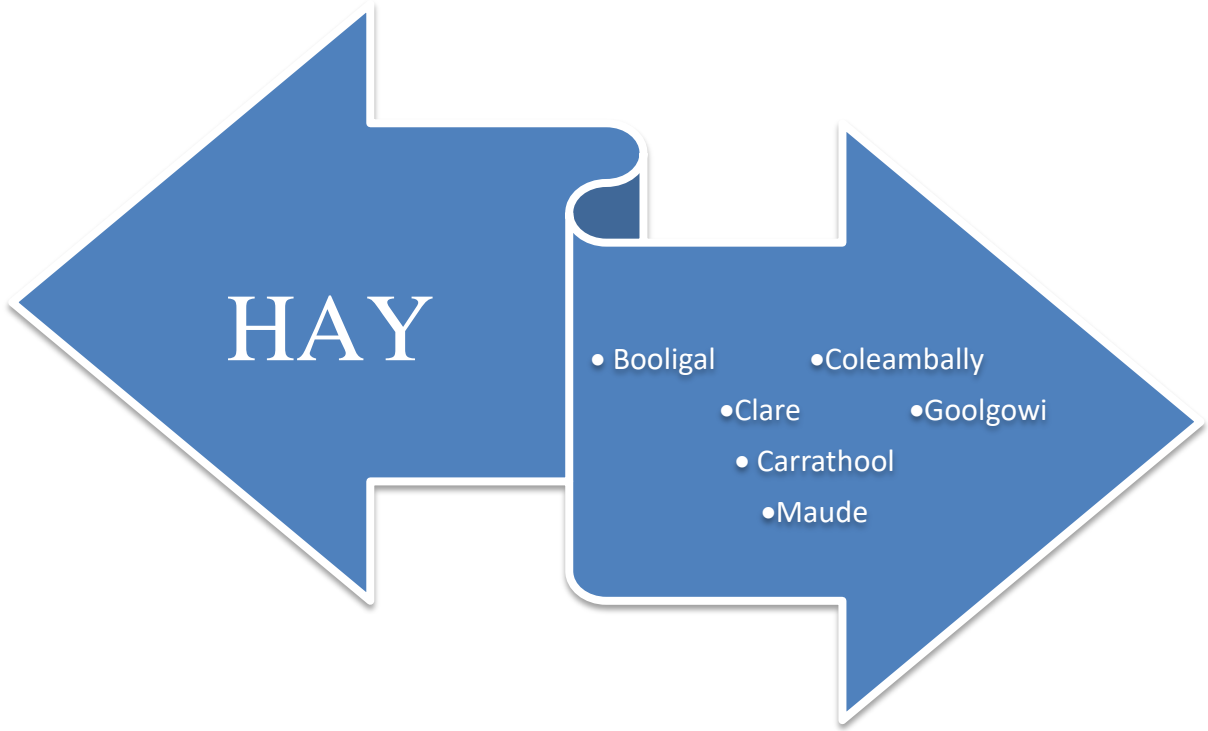 HAY
• Booligal •Coleambally
•Clare •Goolgowi
• Carrathool
•Maude